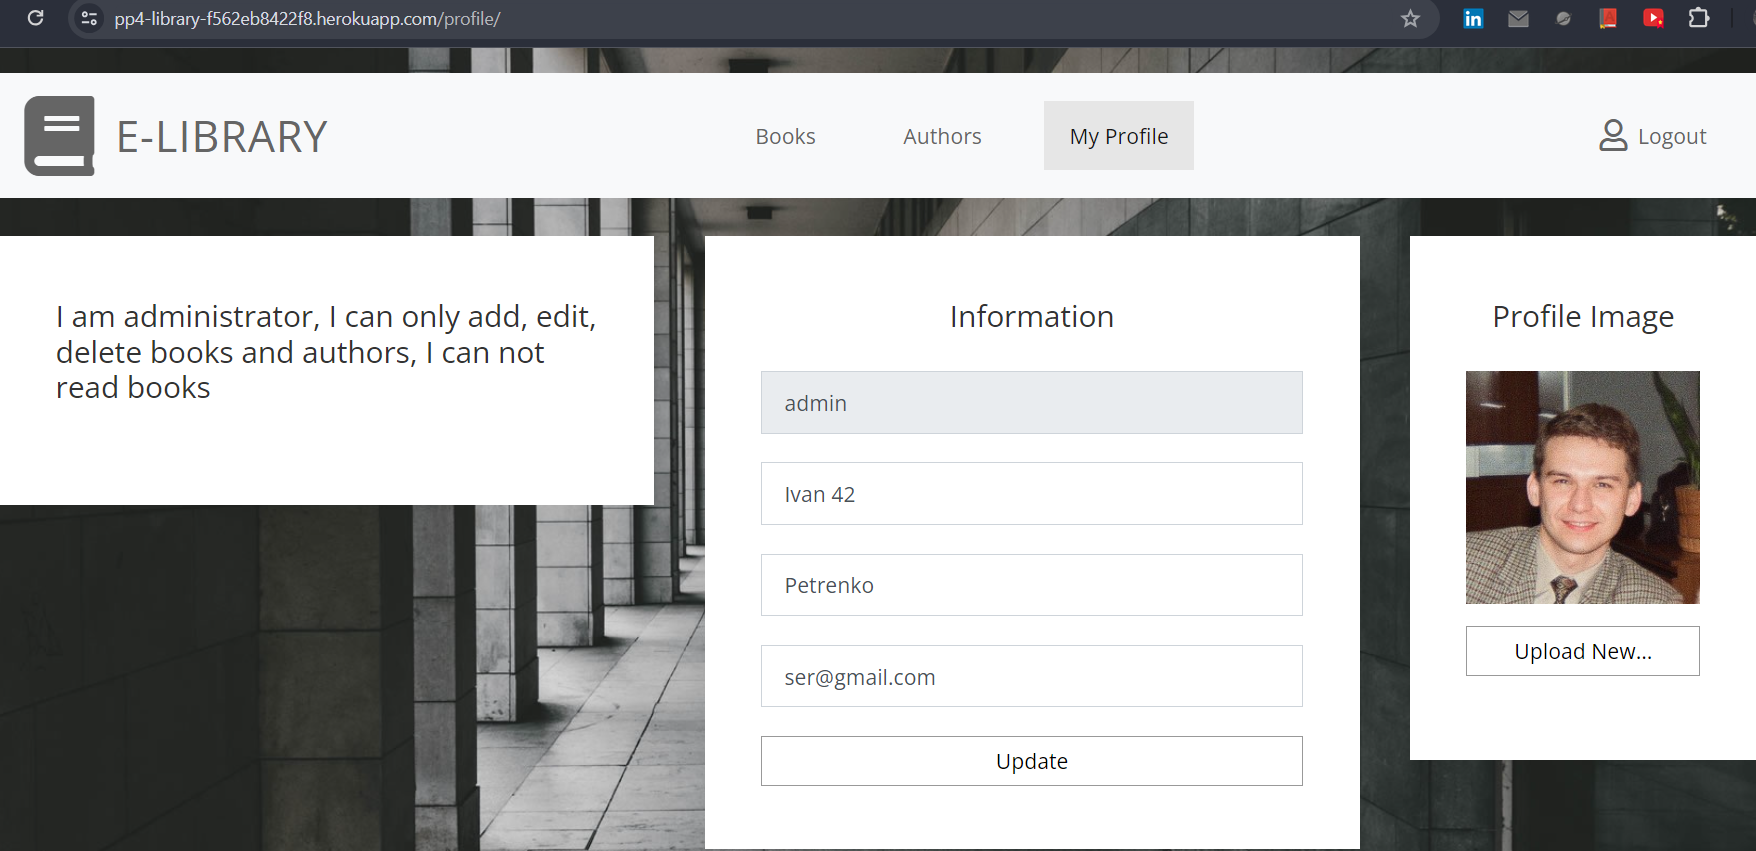 pp4-library-f562eb8422f8.herokuapp.com/profile/
in
E-LIBRARY
Books
Authors
My Profile
Logout
I am administrator, I can only add, edit,
delete books and authors, I can not
read books
Information
admin
Ivan 42
Petrenko
ser@gmail.com
Update
Profile Image
Upload New...